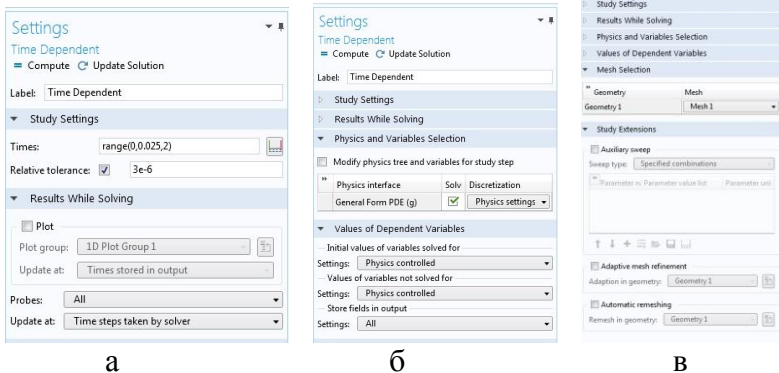 Settings
Time Dependent
= Compute C Update Solution
Label: Time Dependent
Study Settings
Times: range(0,0.025,2)
Relative tolerance: 3e-6
Results While Solving
Plot
Plot group: 1D Plot Group 1
Update at: Times stored in output
Probes: All
Update at: Time steps taken by solver
а
Settings
Time Dependent
= Compute C Update Solution
Label: Time Dependent
Study Settings
Results While Solving
Physics and Variables Selection
Modify physics tree and variables for study step
Physics interface Solv Discretization
General Form PDE (g) Physics settings
Values of Dependent Variables
Initial values of variables solved for
Settings: Physics controlled
Values of variables not solved for
Settings: Physics controlled
Store fields in output
Settings: All
б
Study Settings
Results While Solving
Physics and Variables Selection
Values of Dependent Variables
Mesh Selection
Geometry Mesh
Geometry 1 Mesh 1
Study Extensions
Auxiliary sweep
Sweep type: Specified combinations
Parameter value list Parameter uni
Adaptive mesh refinement
Adaption in geometry: Geometry 1
Automatic remeshing
Remesh in geometry: Geometry 1
в